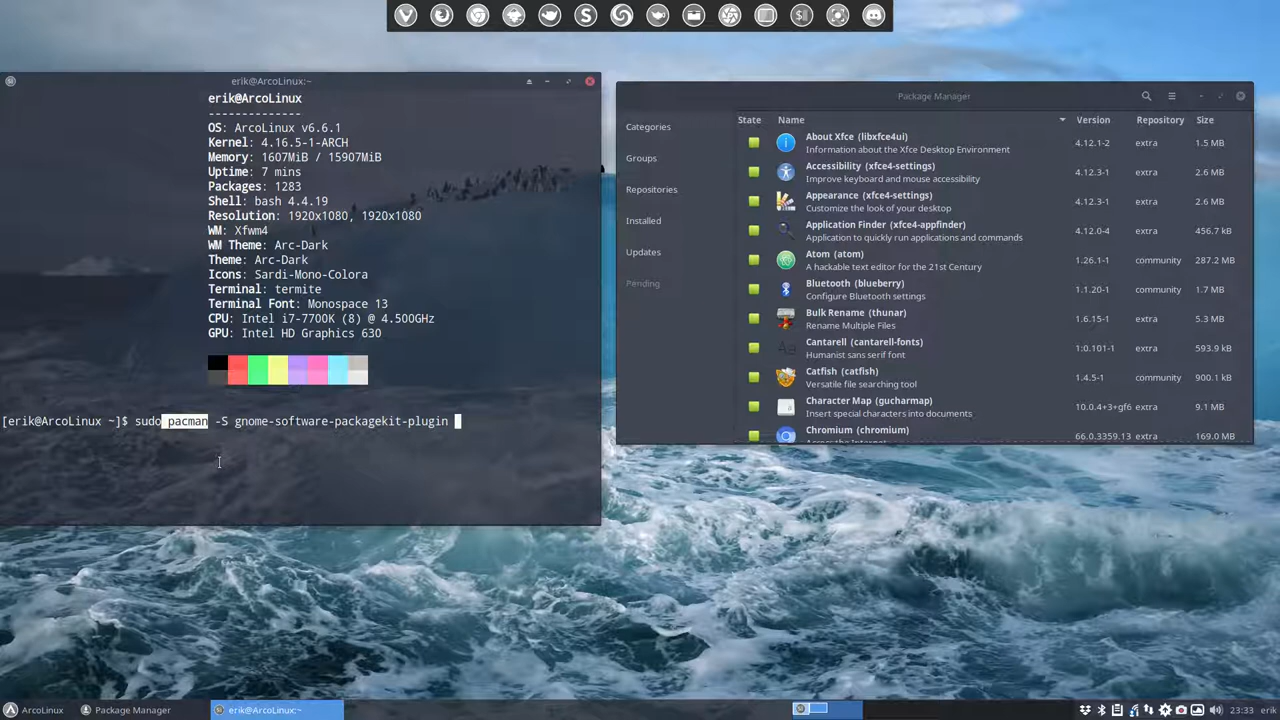 erik@ArcoLinux:~
erik@ArcoLinux
--------------
OS: ArcoLinux v6.6.1
Kernel: 4.16.5-1-ARCH
Memory: 1607MiB / 15907MiB
Uptime: 7 mins
Packages: 1283
Shell: bash 4.4.19
Resolution: 1920x1080, 1920x1080
WM: Xfwm4
WM Theme: Arc-Dark
Theme: Arc-Dark
Icons: Sardi-Mono-Colora
Terminal: termite
Terminal Font: Monospace 13
CPU: Intel i7-7700K (8) @ 4.500GHz
GPU: Intel HD Graphics 630
[erik@ArcoLinux ~]$ sudo pacman -S gnome-software-packagekit-plugin
Package Manager
Categories
Groups
Repositories
Installed
Updates
Pending
State Name Version Repository Size
About Xfce (libxfce4ui) 4.12.1-2 extra 1.5 MB
Information about the Xfce Desktop Environment
Accessibility (xfce4-settings) 4.12.3-1 extra 2.6 MB
Improve keyboard and mouse accessibility
Appearance (xfce4-settings) 4.12.3-1 extra 2.6 MB
Customize the look of your desktop
Application Finder (xfce4-appfinder) 4.12.0-4 extra 456.7 kB
Application to quickly run applications and commands
Atom (atom) 1.26.1-1 community 287.2 MB
A hackable text editor for the 21st Century
Bluetooth (blueberry) 1.1.20-1 community 1.7 MB
Configure Bluetooth settings
Bulk Rename (thunar) 1.6.15-1 extra 5.3 MB
Rename Multiple Files
Cantarell (cantarell-fonts) 1:0.101-1 extra 593.9 kB
Humanist sans serif font
Catfish (catfish) 1.4.5-1 community 900.1 kB
Versatile file searching tool
Character Map (gucharmap) 10.0.4+3+gf6 extra 9.1 MB
Insert special characters into documents
Chromium (chromium) 66.0.3359.13 extra 169.0 MB
ArcoLinux
Package Manager
erik@ArcoLinux:~
23:33 erik